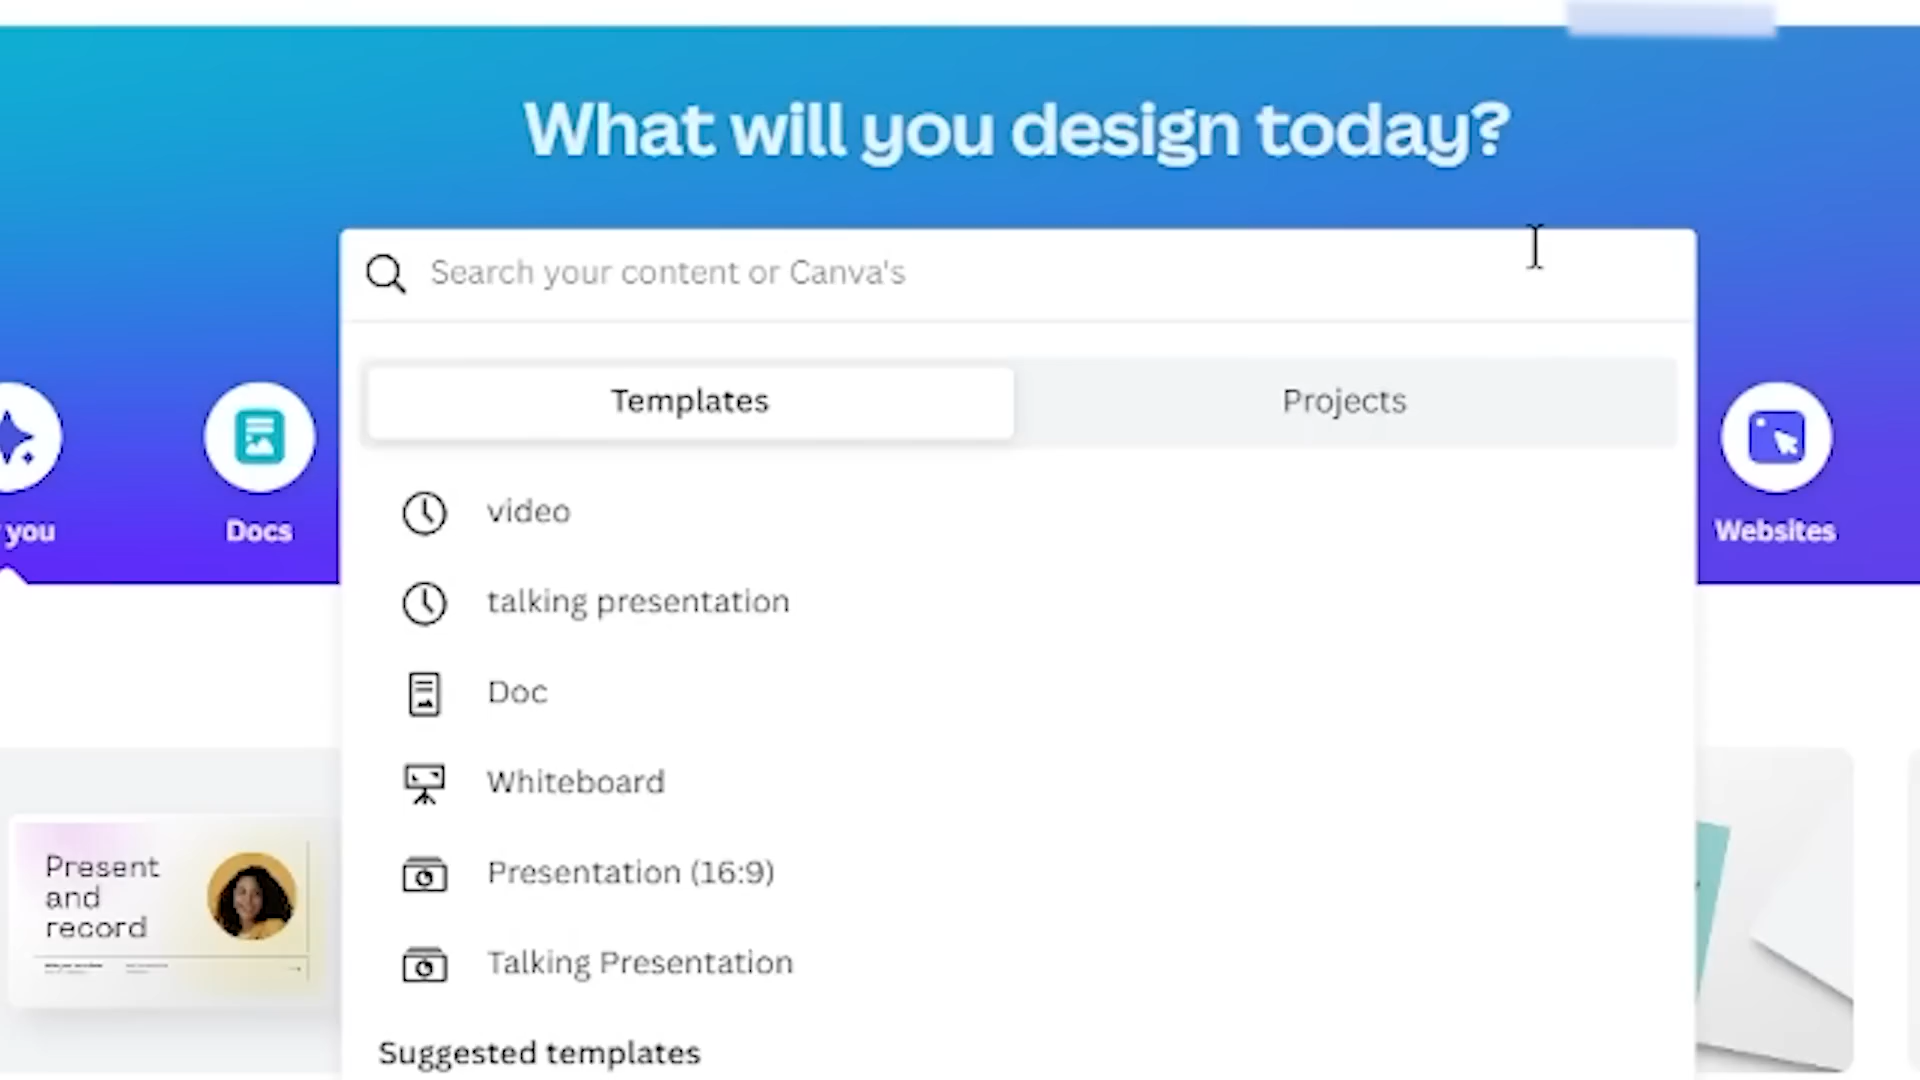 What will you design today?
Search your content or Canva's
Templates
Projects
video
talking presentation
Doc
Whiteboard
Presentation (16:9)
Talking Presentation
Suggested templates
you
Docs
Websites
Present
and
record